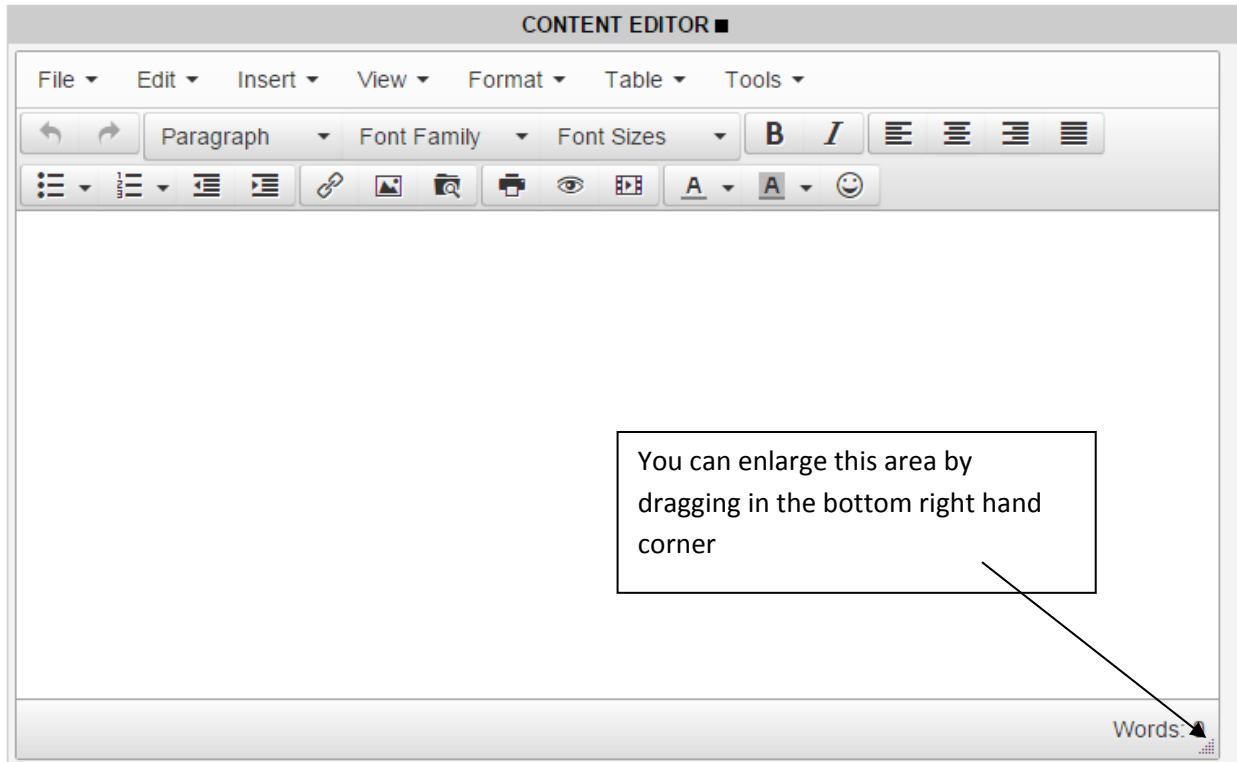 CONTENT EDITOR ■
File Edit Insert View Format Table Tools
Paragraph Font Family Font Sizes B I
A A
You can enlarge this area by
dragging in the bottom right hand
corner
Words: